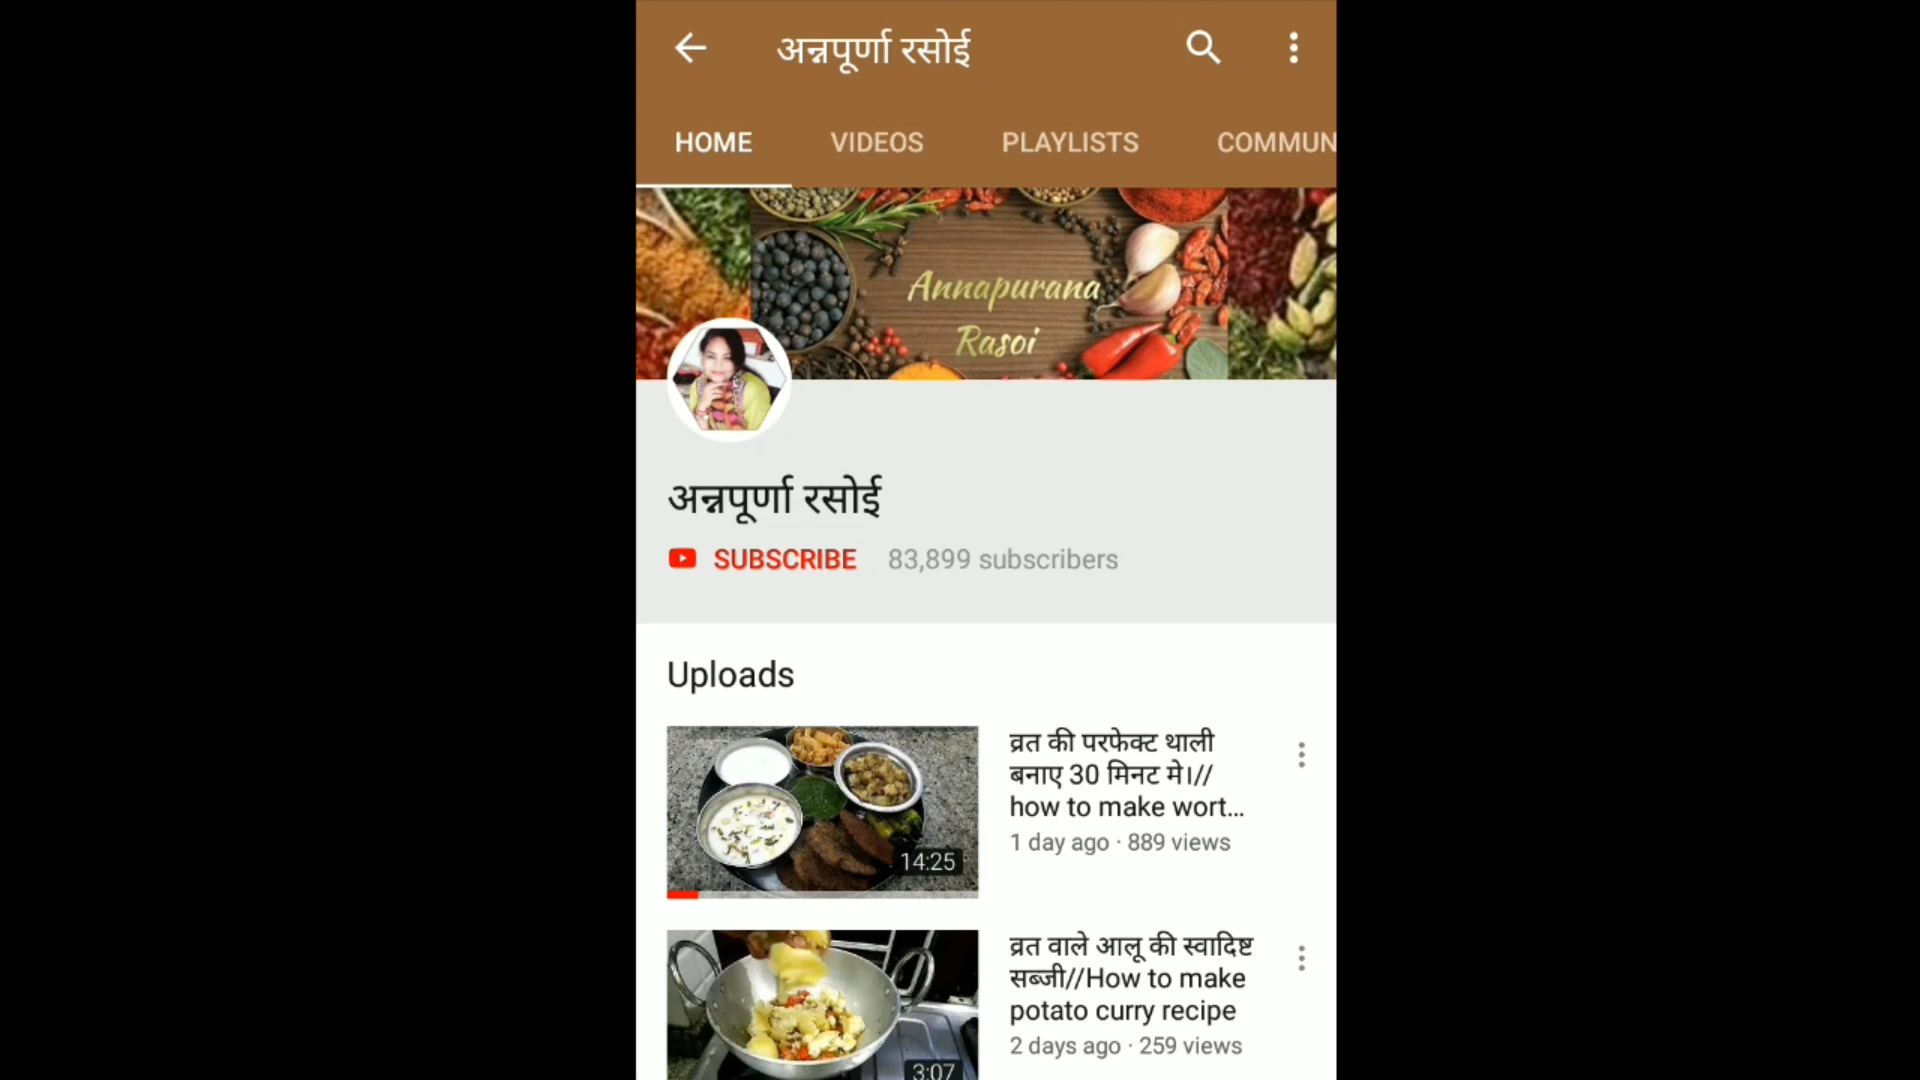 अन्नपूर्णा रसोई
HOME VIDEOS PLAYLISTS COMMUN
Annapurana
Rasoi
अन्नपूर्णा रसोई
SUBSCRIBE 83,899 subscribers
Uploads
व्रत की परफेक्ट थाली
बनाए 30 मिनट मे।//
how to make wort...
1 day ago · 889 views
14:25
व्रत वाले आलू की स्वादिष्ट
सब्जी//How to make
potato curry recipe
2 days ago · 259 views
3:07